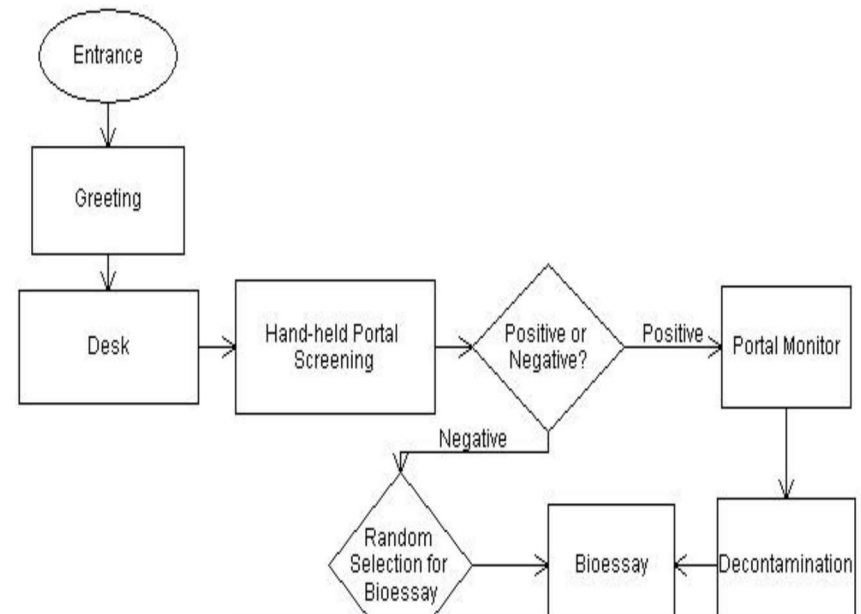 Entrance
Greeting
Desk
Hand-held Portal
Screening
Positive or
Negative?
Positive
Portal Monitor
Negative
Random
Selection for
Bioessay
Bioessay
Decontamination